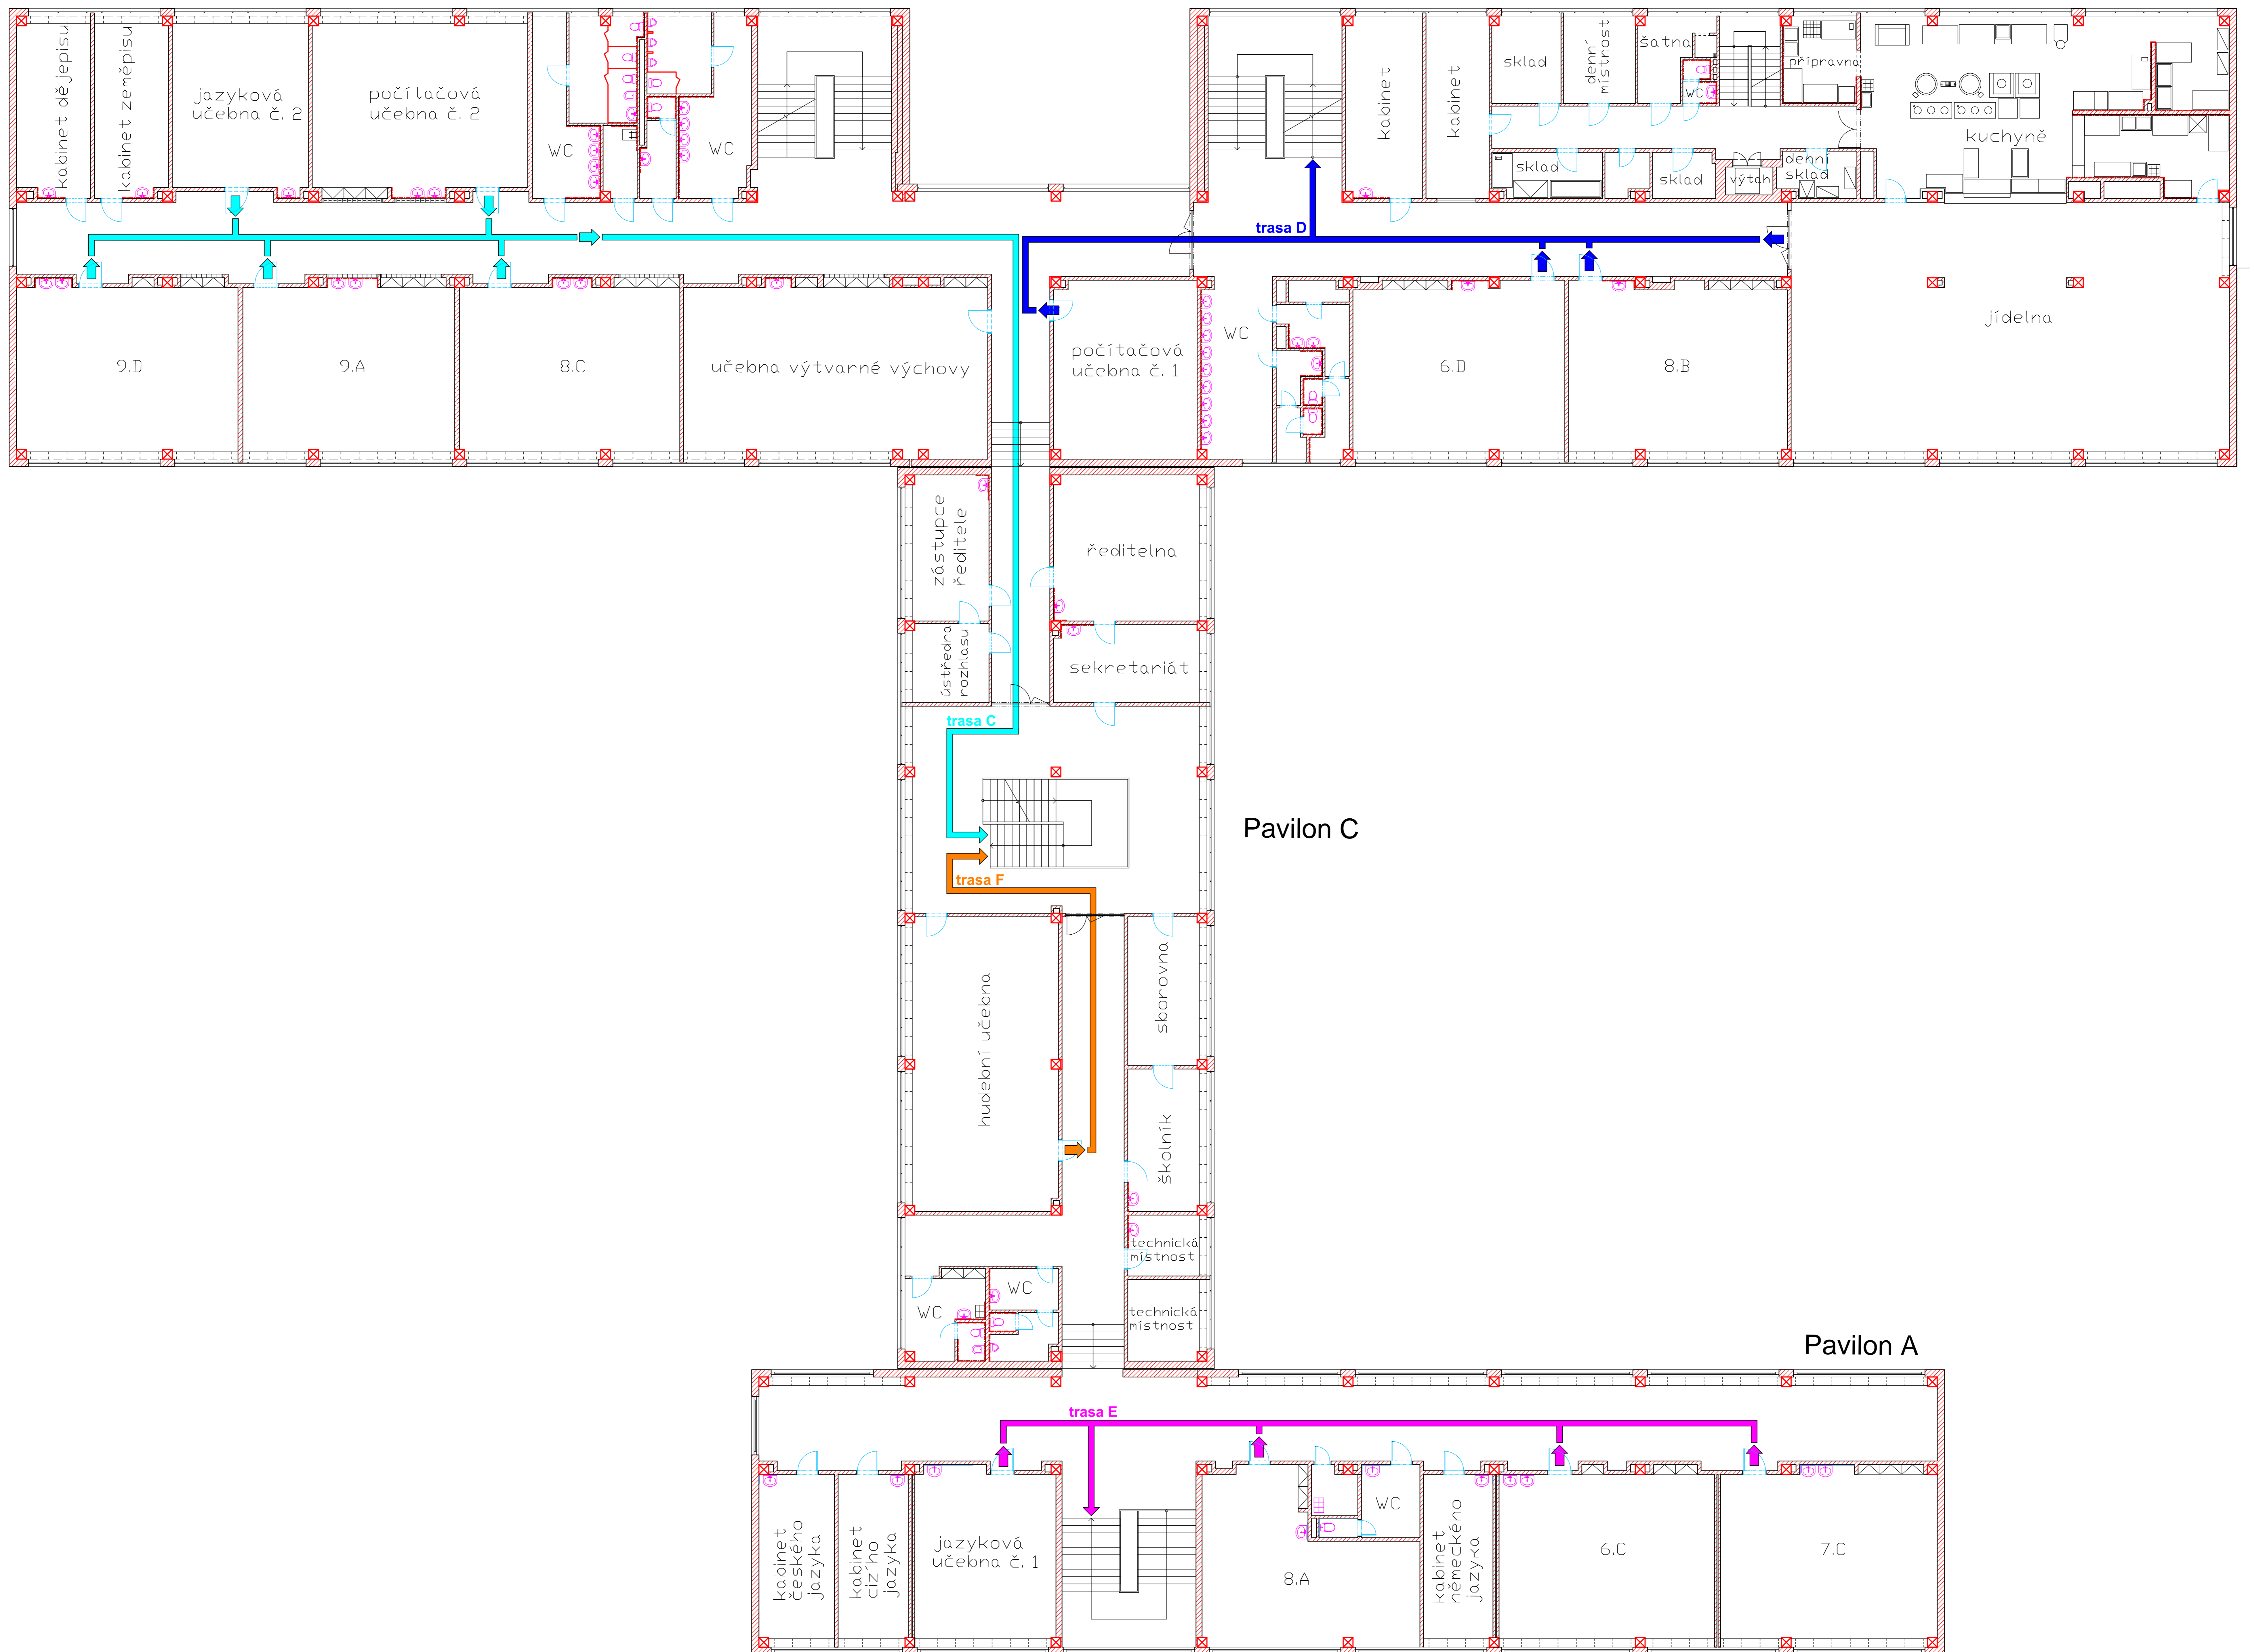 kabinet dějepisu
kabinet zeměpisu
jazyková
učebna č. 2
počítačová
učebna č. 2
WC
WC
kabinet
kabinet
sklad
denní
místnost
šatna
WC
přípravna
kuchyně
sklad
sklad
výtah
denní
sklad
trasa D
9.D
9.A
8.C
učebna výtvarné výchovy
počítačová
učebna č. 1
WC
6.D
8.B
jídelna
zástupce
ředitele
ředitelna
ústředna
rozhlasu
sekretariát
trasa C
Pavilon C
trasa F
hudební učebna
sborovna
školník
technická
místnost
WC
WC
technická
místnost
Pavilon A
trasa E
kabinet
českého
jazyka
kabinet
cizího
jazyka
jazyková
učebna č. 1
8.A
WC
kabinet
německého
jazyka
6.C
7.C